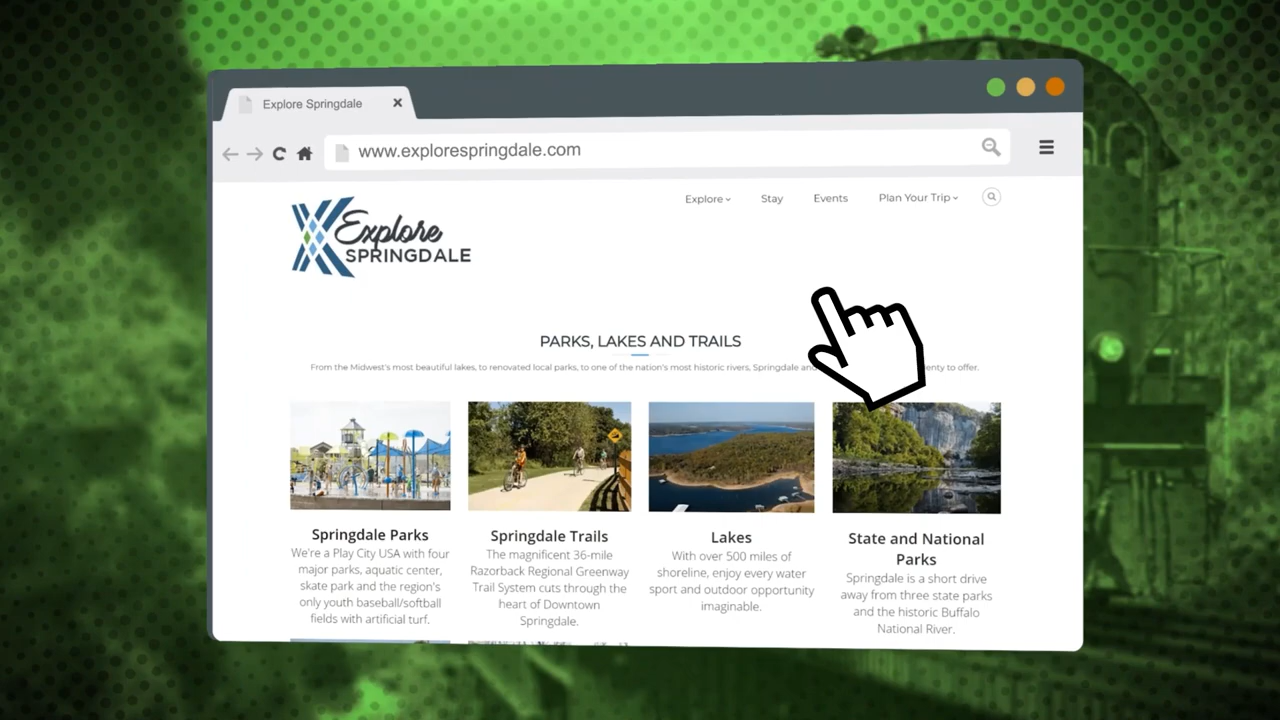 Explore Springdale
www.explorespringdale.com
Explore Stay Events Plan Your Trip
Explore
SPRINGDALE
PARKS, LAKES AND TRAILS
From the Midwest's most beautiful lakes, to renovated local parks, to one of the nation's most historic rivers, Springdale and to offer.
Springdale Parks
We're a Play City USA with four
major parks, aquatic center,
skate park and the region's
only youth baseball/softball
fields with artificial turf.
Springdale Trails
The magnificent 36-mile
Razorback Regional Greenway
Trail System cuts through the
heart of Downtown
Springdale.
Lakes
With over 500 miles of
shoreline, enjoy every water
sport and outdoor opportunity
imaginable.
State and National
Parks
Springdale is a short drive
away from three state parks
and the historic Buffalo
National River.